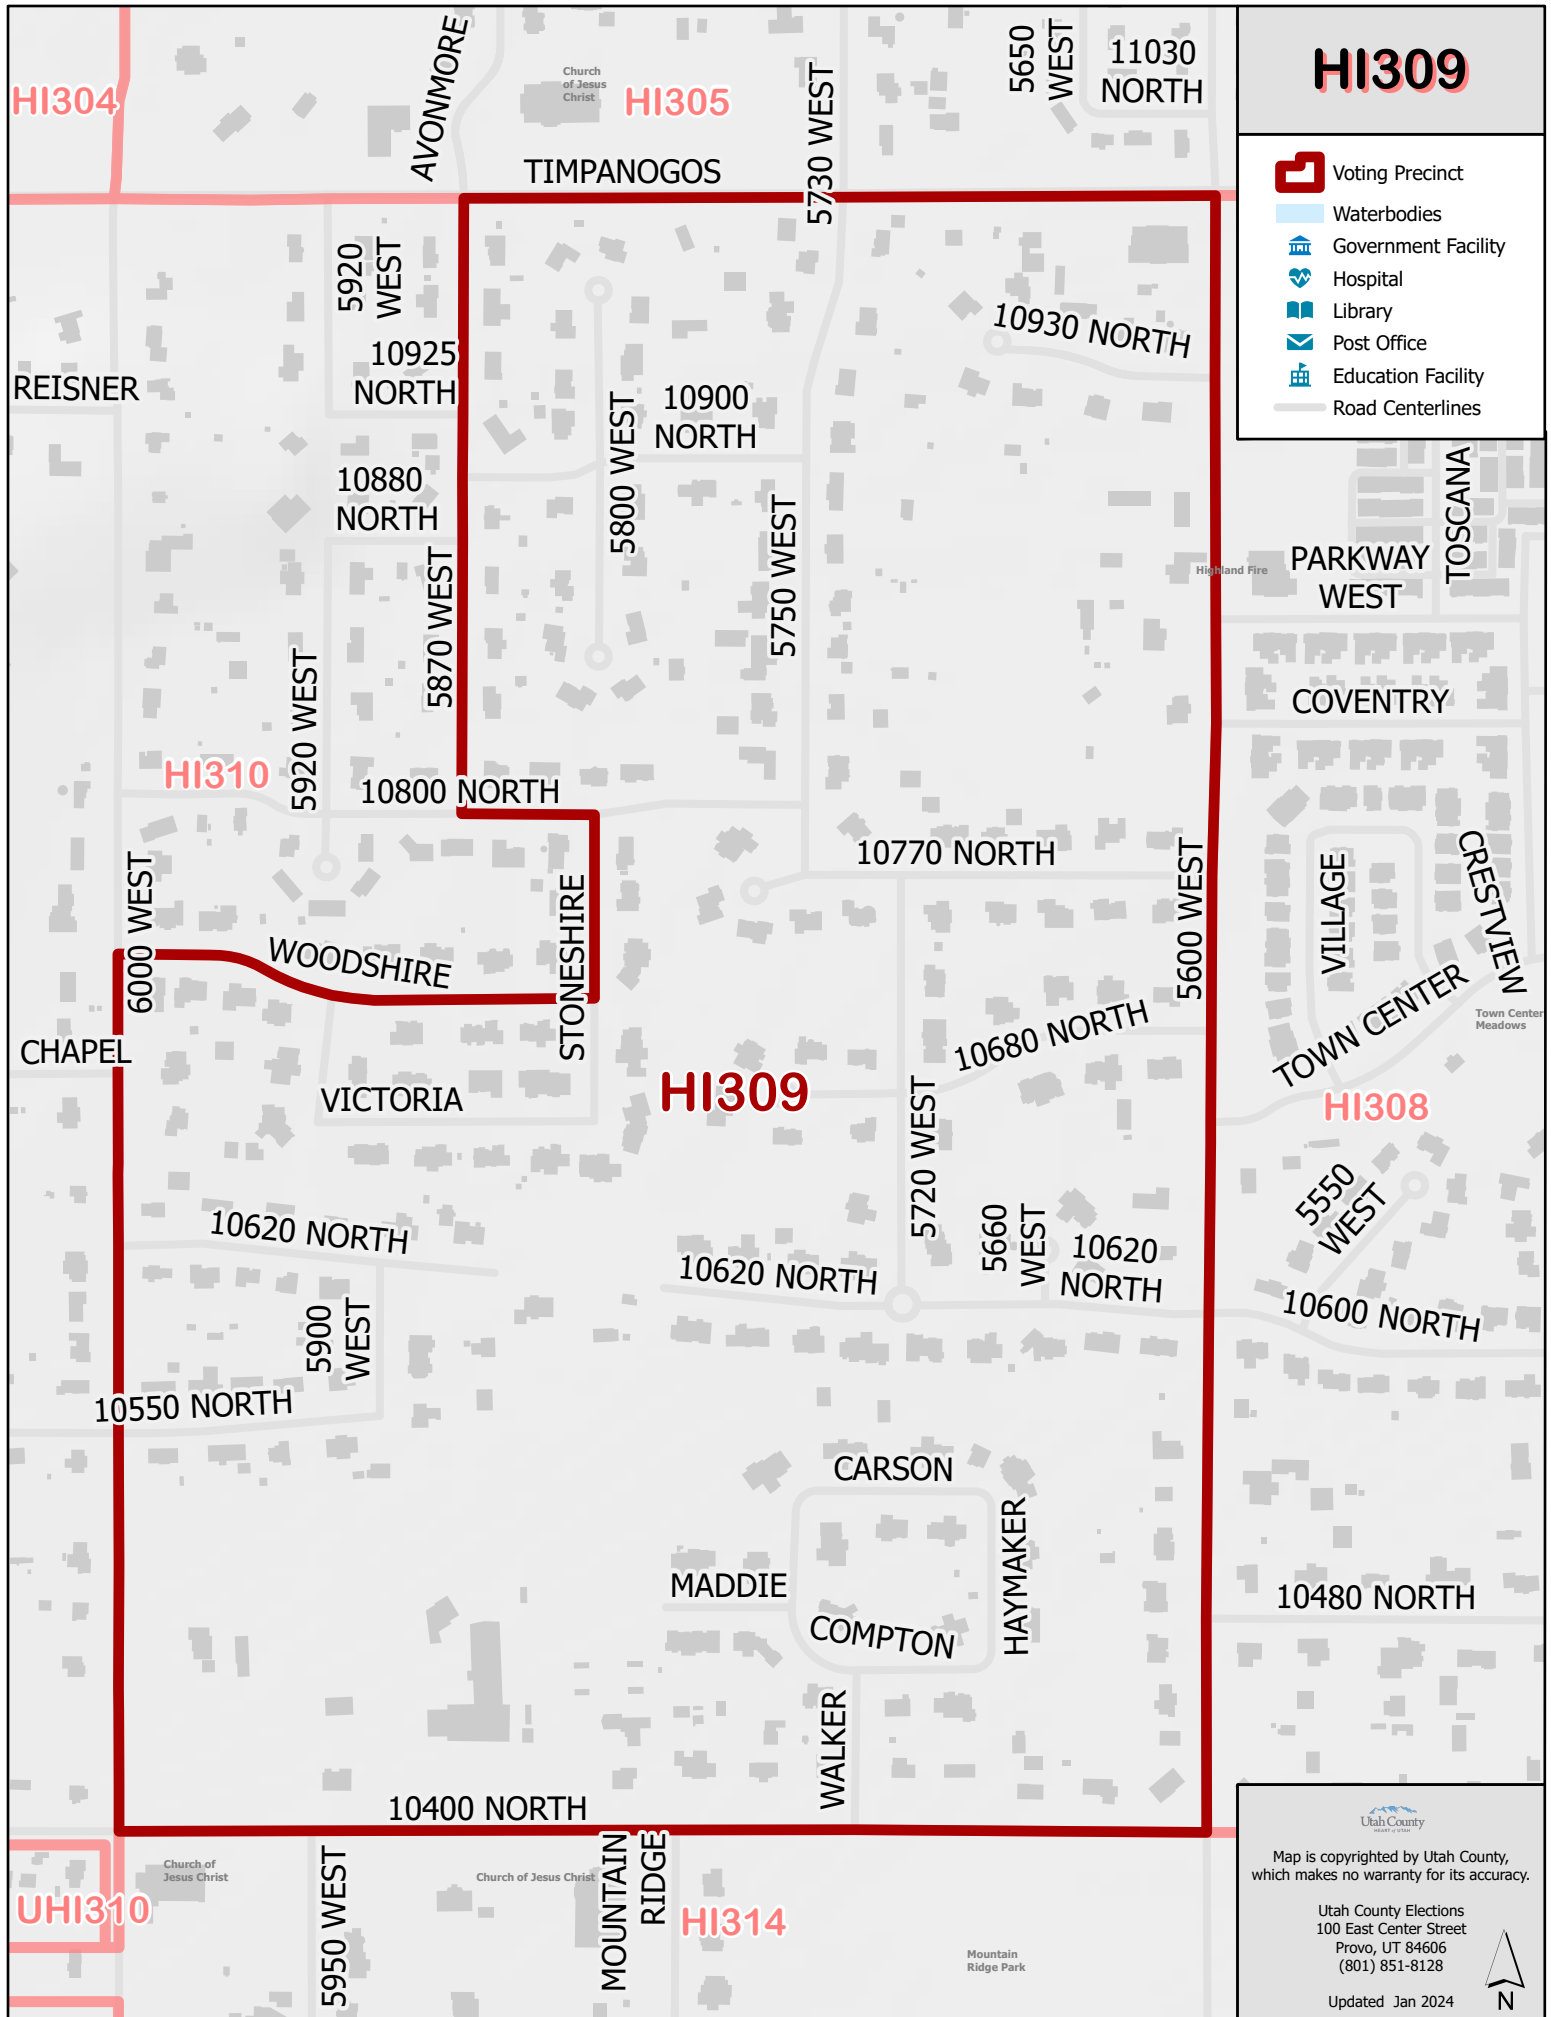 HI309
Voting Precinct
Waterbodies
Government Facility
Hospital
Library
Post Office
Education Facility
Road Centerlines
HI304
AVONMORE
Church
of Jesus
Christ
HI305
5730 WEST
5650
WEST
11030
NORTH
TIMPANOGOS
5920
WEST
10925
NORTH
REISNER
10930 NORTH
10900
NORTH
5800 WEST
10880
NORTH
5870 WEST
5750 WEST
Highland Fire
PARKWAY
WEST
TOSCANA
COVENTRY
5920 WEST
HI310
10800 NORTH
10770 NORTH
6000 WEST
WOODSHIRE
STONESHIRE
5600 WEST
VILLAGE
CRESTVIEW
TOWN CENTER
Town Center
Meadows
CHAPEL
VICTORIA
HI309
10680 NORTH
HI308
5720 WEST
5550
WEST
10620 NORTH
10620 NORTH
5660
WEST
10620
NORTH
10600 NORTH
5900
WEST
10550 NORTH
CARSON
HAYMAKER
MADDIE
COMPTON
10480 NORTH
WALKER
10400 NORTH
MOUNTAIN
RIDGE
Church of
Jesus Christ
UHI310
5950 WEST
Church of Jesus Christ
HI314
Mountain
Ridge Park
Utah County
HEART of UTAH
Map is copyrighted by Utah County,
which makes no warranty for its accuracy.
Utah County Elections
100 East Center Street
Provo, UT 84606
(801) 851-8128
Updated Jan 2024
N